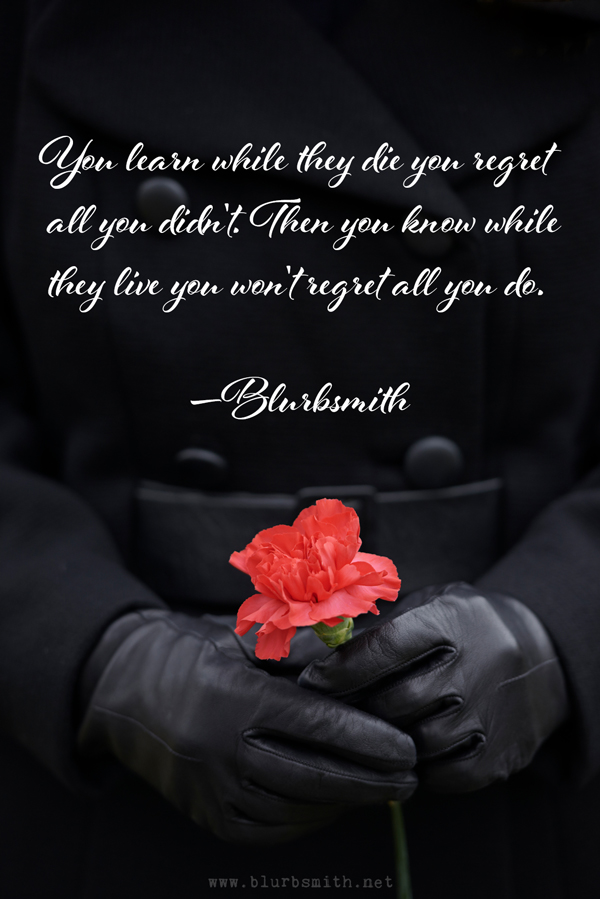 You learn while they die you regret
all you didn't. Then you know while
they live you won't regret all you do.
—Blurbsmith
www.blurbsmith.net